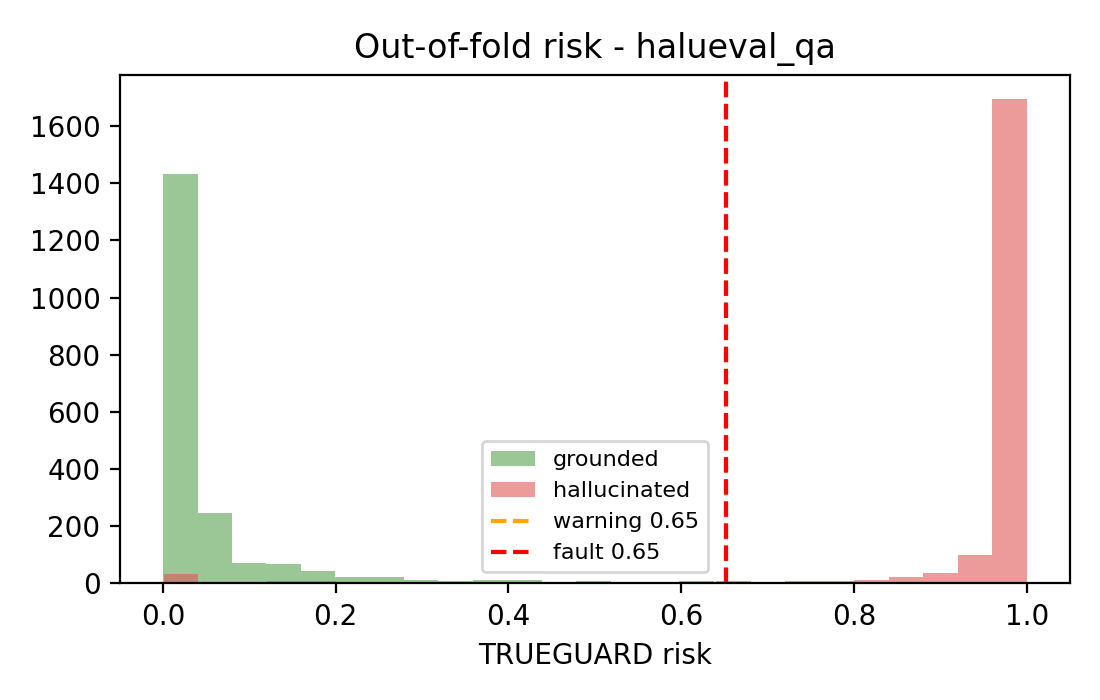 Out-of-fold risk - halueval_qa
1600
1400
1200
1000
800
600
400
200
0
grounded
hallucinated
warning 0.65
fault 0.65
0.0 0.2 0.4 0.6 0.8 1.0
TRUEGUARD risk